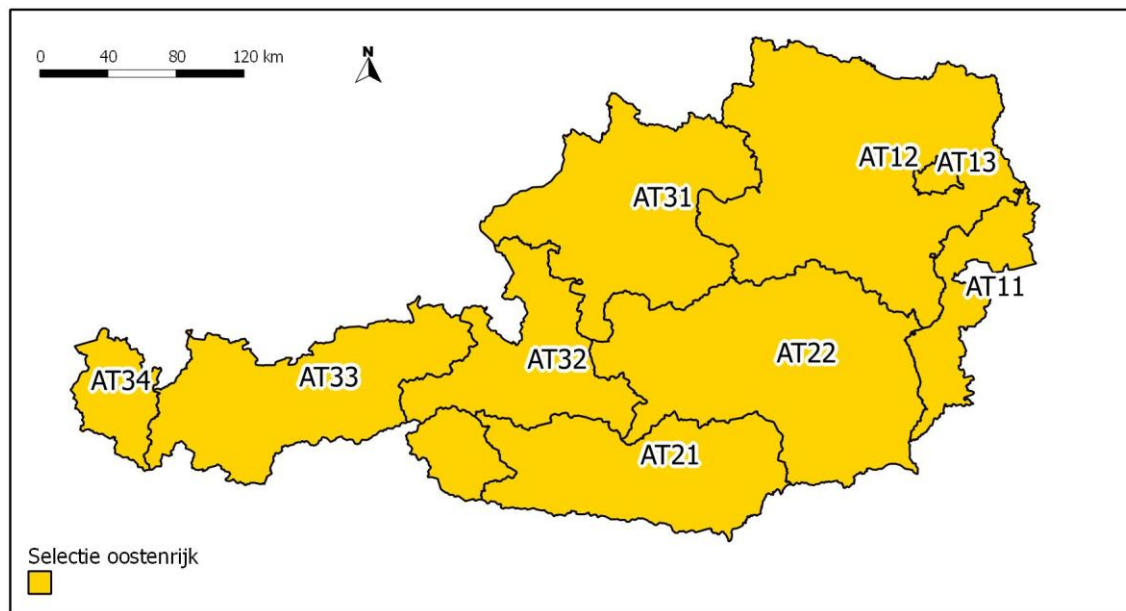 0 40 80 120 km
N
AT12
AT13
AT31
AT11
AT22
AT32
AT34
AT33
AT21
Selectie oostenrijk